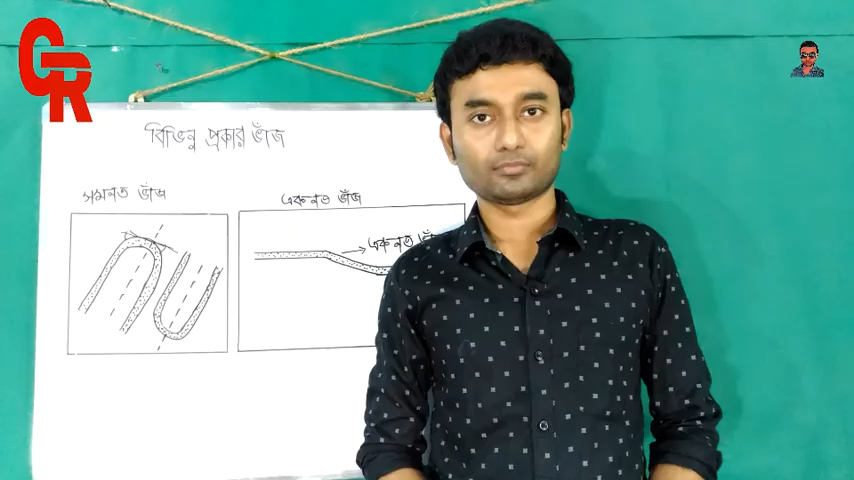 GR
বিভিন্ন প্রকার ভাঁজ
সমনত ভাঁজ
একনত ভাঁজ
একনত